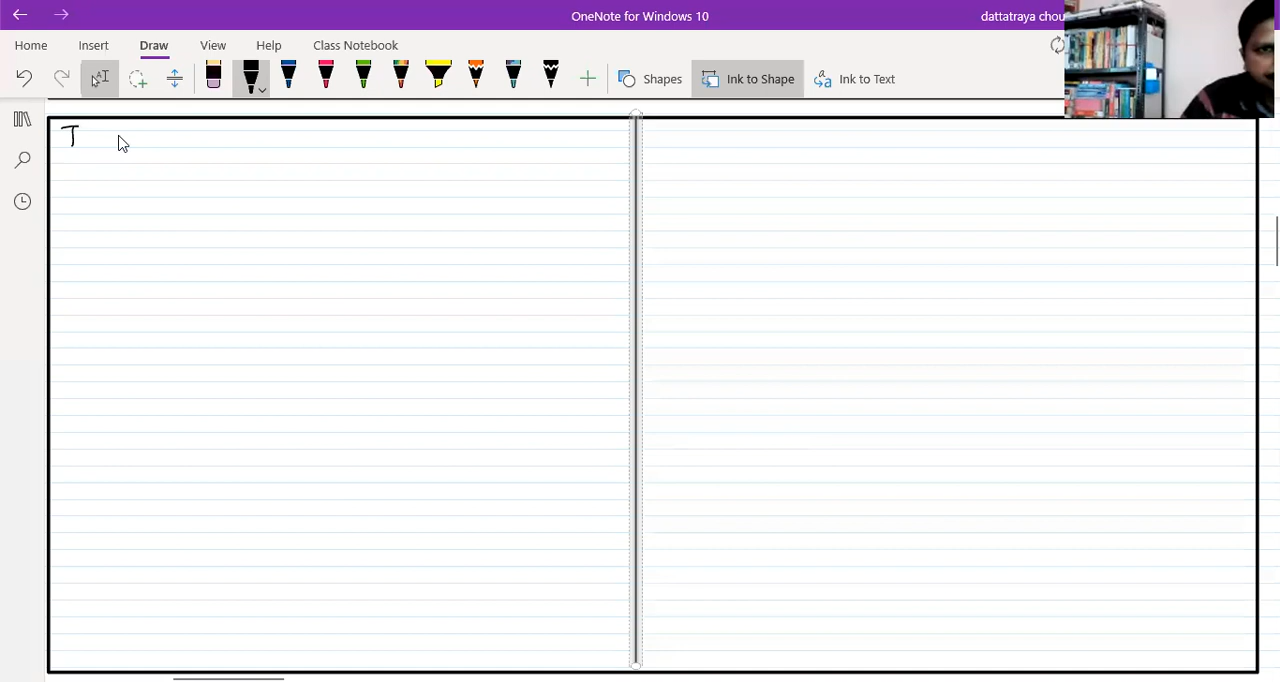 OneNote for Windows 10
dattatraya chou
Home Insert Draw View Help Class Notebook
Shapes Ink to Shape Ink to Text
T